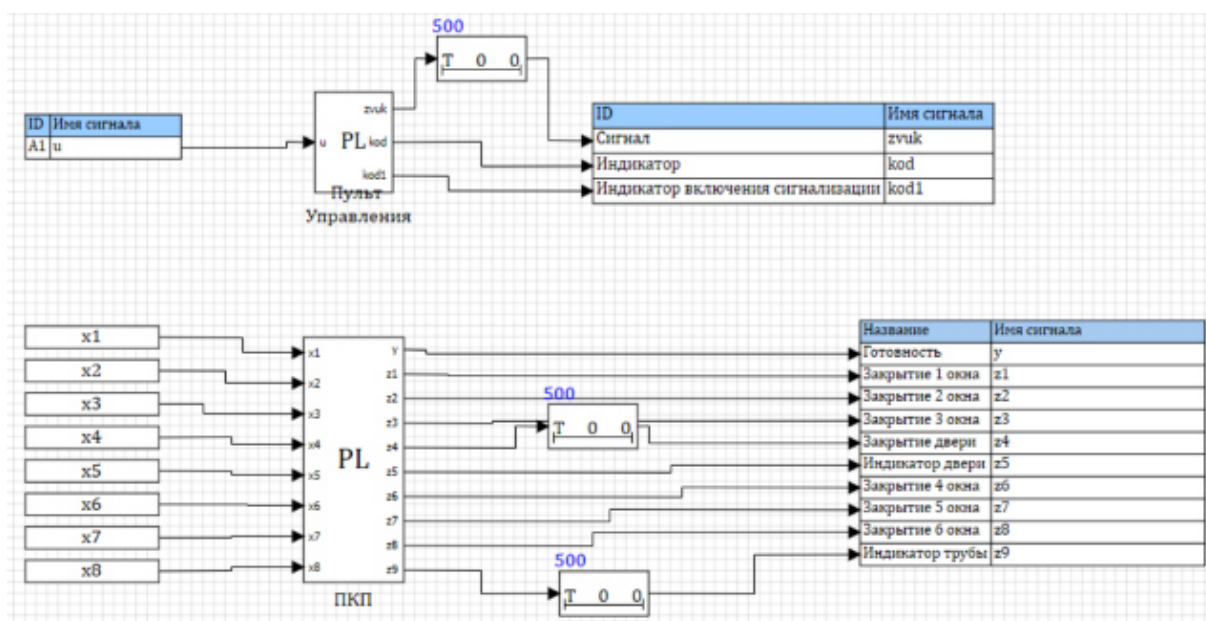 500
T 0 0
ID Имя сигнала
A1 u
zvuk
u PL kod
kod1
Пульт
Управления
ID Имя сигнала
Сигнал zvuk
Индикатор kod
Индикатор включения сигнализации kod1
x1
x2
x3
x4
x5
x6
x7
x8
x1
x2
x3
x4
x5
x6
x7
x8
PL
y
z1
z2
z3
z4
z5
z6
z7
z8
z9
ПКП
500
T 0 0
500
T 0 0
Название Имя сигнала
Готовность y
Закрытие 1 окна z1
Закрытие 2 окна z2
Закрытие 3 окна z3
Закрытие двери z4
Индикатор двери z5
Закрытие 4 окна z6
Закрытие 5 окна z7
Закрытие 6 окна z8
Индикатор трубы z9